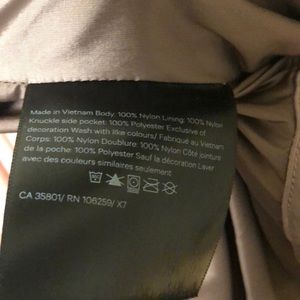 Made in Vietnam Body: 100% Nylon Lining: 100% Nylon
Knuckle side pocket: 100% Polyester Exclusive of
decoration Wash with like colours/ Fabriqué au Vietnam
Corps: 100% Nylon Doublure: 100% Nylon Côté jointure
de la poche: 100% Polyester Sauf la décoration Laver
avec des couleurs similaires seulement
CA 35801/ RN 106259/ X7